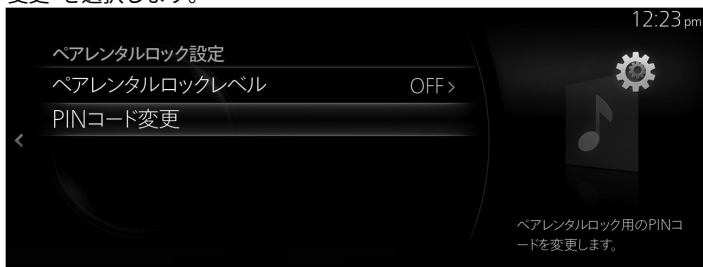 変更"を選択します。
12:23 pm
ペアレンタルロック設定
ペアレンタルロックレベル OFF
PINコード変更
ペアレンタルロック用のPINコ
ードを変更します。